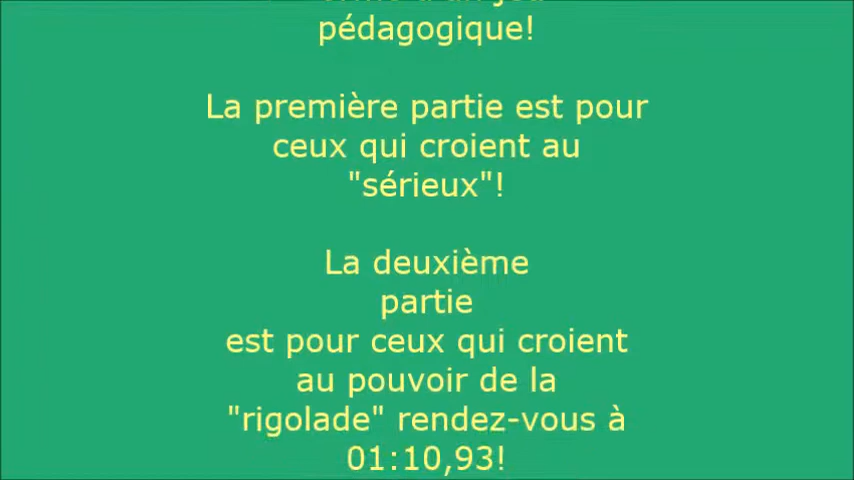 pédagogique!
La première partie est pour
ceux qui croient au
"sérieux"!
La deuxième
partie
est pour ceux qui croient
au pouvoir de la
"rigolade" rendez-vous à
01:10,93!